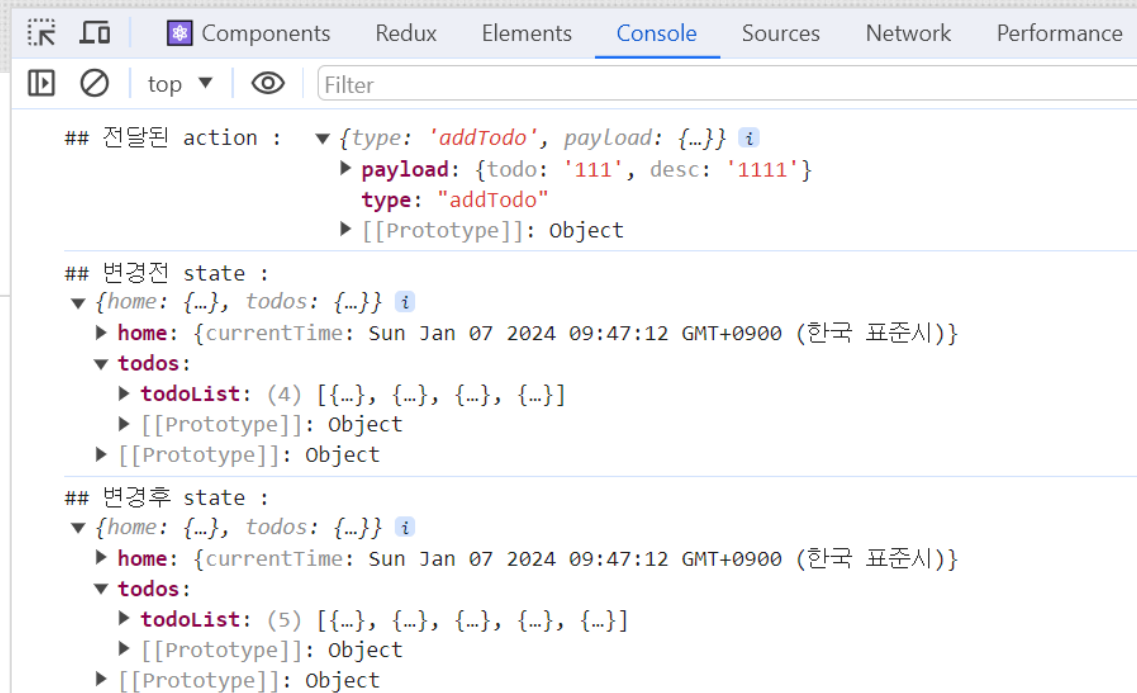 Components Redux Elements Console Sources Network Performance
top ▼ Filter
## 전달된 action : ▼ {type: 'addTodo', payload: {…}} i
▶ payload: {todo: '111', desc: '1111'}
type: "addTodo"
▶ [[Prototype]]: Object
## 변경전 state :
▼ {home: {…}, todos: {…}} i
▶ home: {currentTime: Sun Jan 07 2024 09:47:12 GMT+0900 (한국 표준시)}
▼ todos:
▶ todoList: (4) [{…}, {…}, {…}, {…}]
▶ [[Prototype]]: Object
▶ [[Prototype]]: Object
## 변경후 state :
▼ {home: {…}, todos: {…}} i
▶ home: {currentTime: Sun Jan 07 2024 09:47:12 GMT+0900 (한국 표준시)}
▼ todos:
▶ todoList: (5) [{…}, {…}, {…}, {…}, {…}]
▶ [[Prototype]]: Object
▶ [[Prototype]]: Object